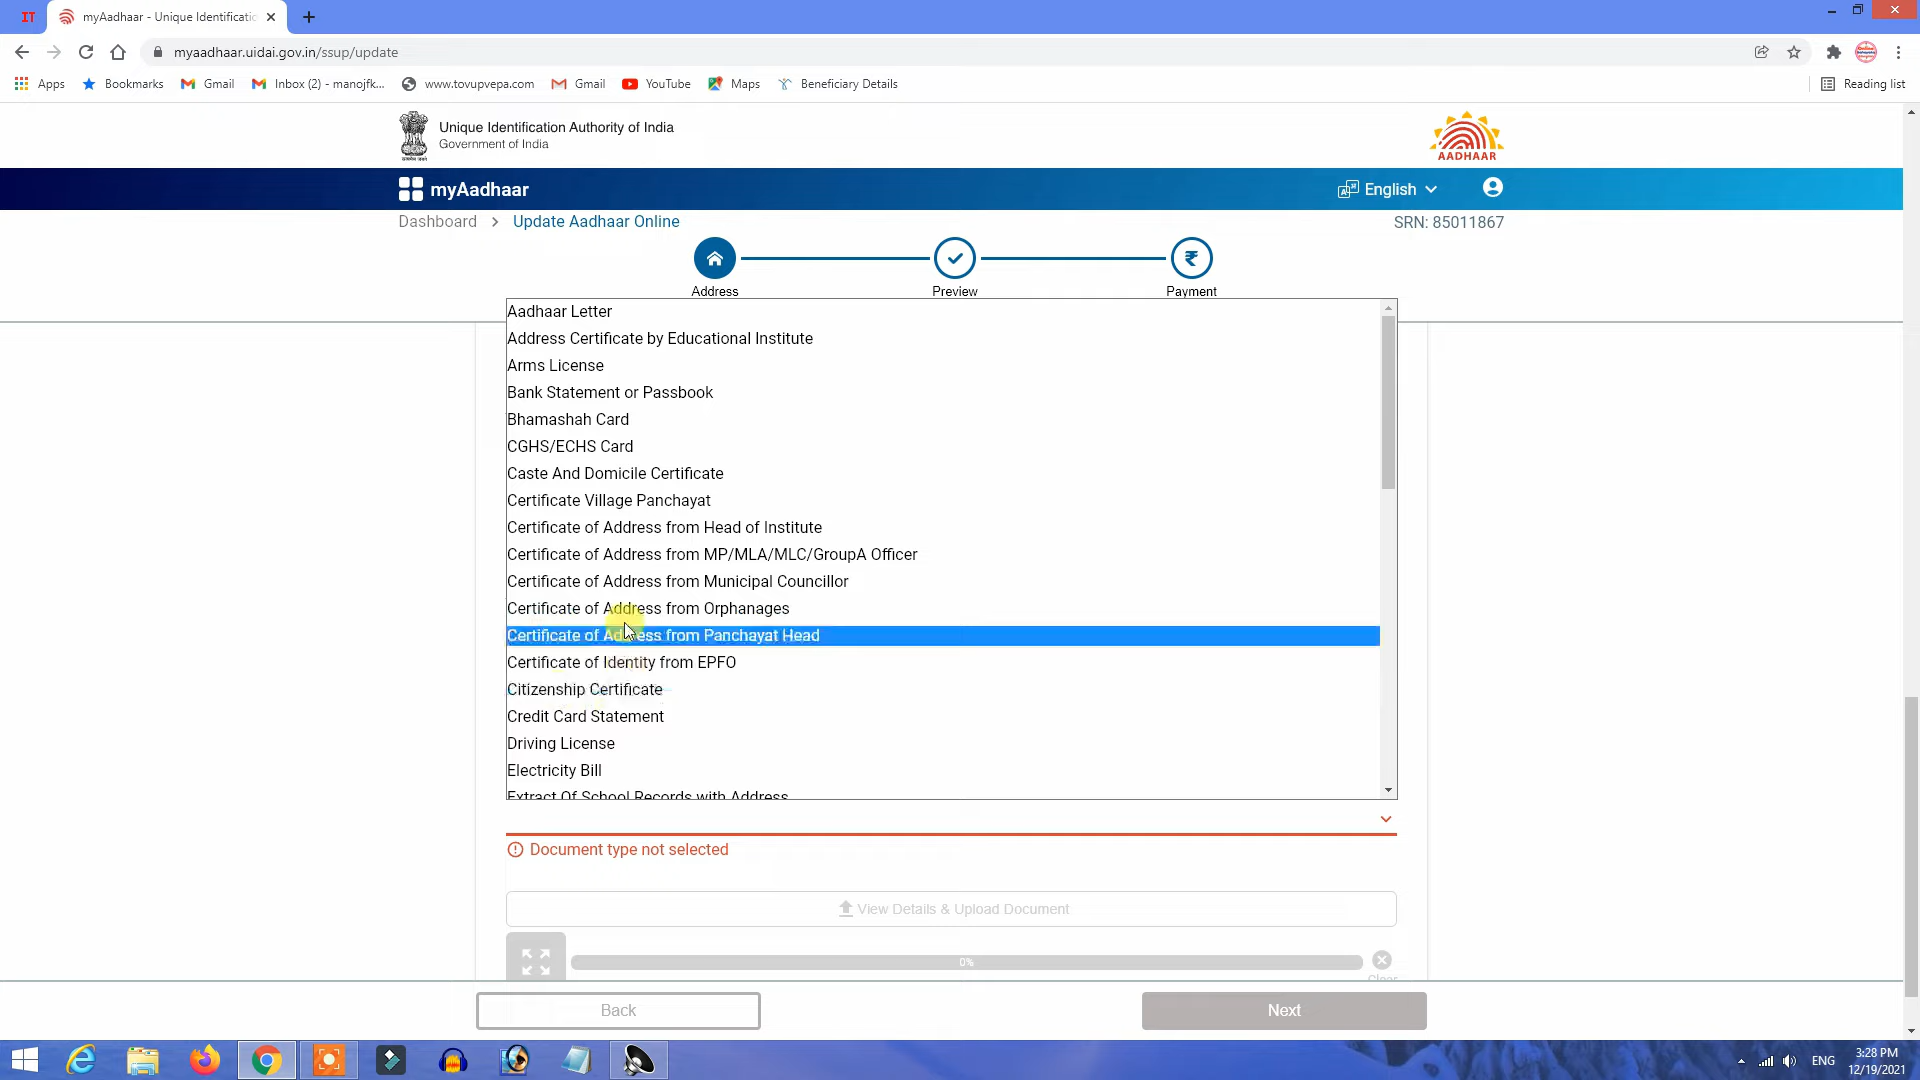 IT
myAadhaar - Unique Identificatio
myaadhaar.uidai.gov.in/ssup/update
Apps
Bookmarks
Gmail
Inbox (2) - manojfk...
www.tovupvepa.com
Gmail
YouTube
Maps
Beneficiary Details
Reading list
Unique Identification Authority of India
Government of India
AADHAAR
myAadhaar
English
Dashboard > Update Aadhaar Online
SRN: 85011867
Address
Preview
Payment
Aadhaar Letter
Address Certificate by Educational Institute
Arms License
Bank Statement or Passbook
Bhamashah Card
CGHS/ECHS Card
Caste And Domicile Certificate
Certificate Village Panchayat
Certificate of Address from Head of Institute
Certificate of Address from MP/MLA/MLC/GroupA Officer
Certificate of Address from Municipal Councillor
Certificate of Address from Orphanages
Certificate of Address from Panchayat Head
Certificate of Identity from EPFO
Citizenship Certificate
Credit Card Statement
Driving License
Electricity Bill
Extract Of School Records with Address
Document type not selected
View Details & Upload Document
0%
Clear
Back
Next
ENG
3:28 PM
12/19/2021